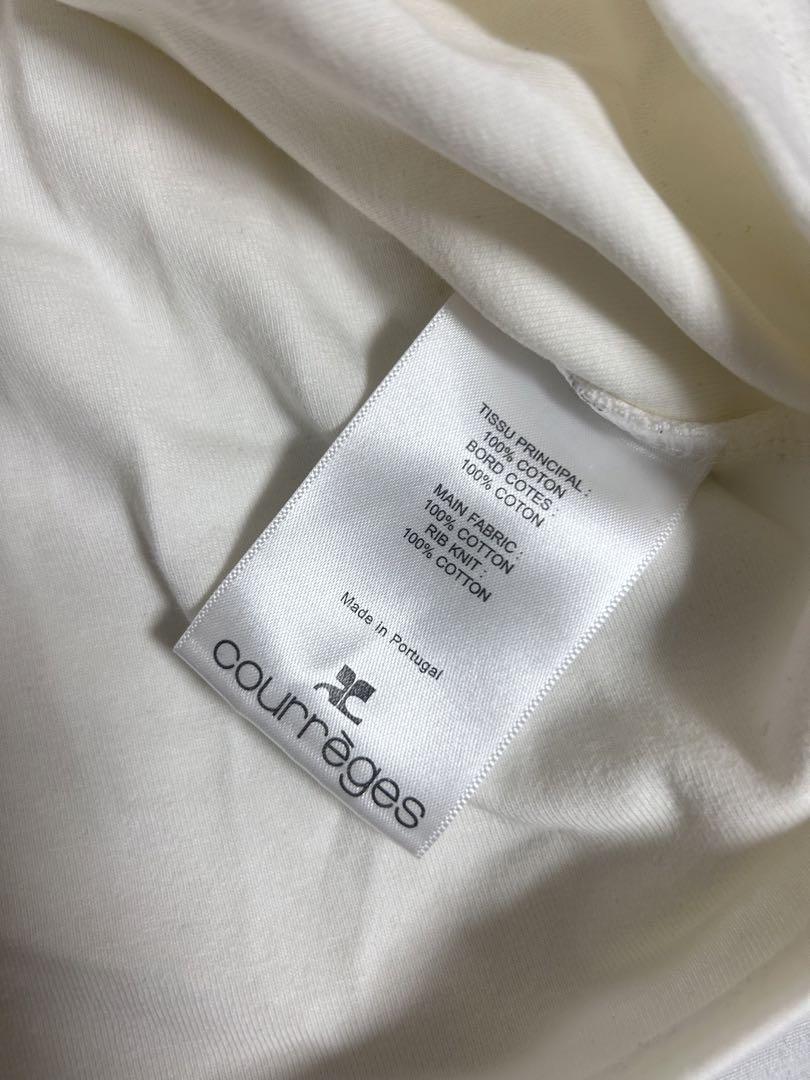 TISSU PRINCIPAL :
100% COTON
BORD COTES :
100% COTON
MAIN FABRIC :
100% COTTON
RIB KNIT :
100% COTTON
Made in Portugal
courrèges